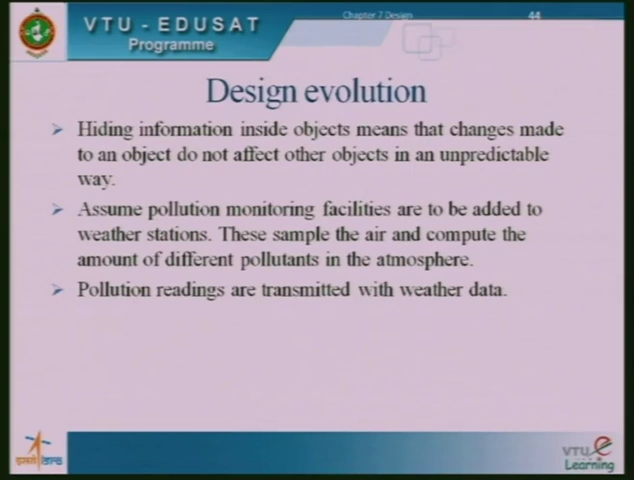 Chapter 7 Design
44
VTU - EDUSAT
Programme
Design evolution
Hiding information inside objects means that changes made
to an object do not affect other objects in an unpredictable
way.
Assume pollution monitoring facilities are to be added to
weather stations. These sample the air and compute the
amount of different pollutants in the atmosphere.
Pollution readings are transmitted with weather data.
VTU e
Learning